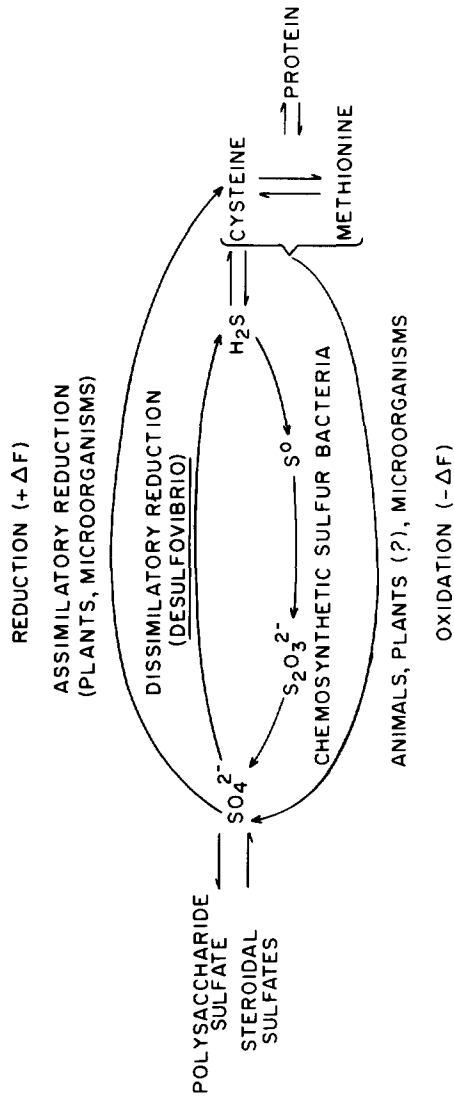 REDUCTION (+ΔF)
ASSIMILATORY REDUCTION
(PLANTS, MICROORGANISMS)
DISSIMILATORY REDUCTION
(DESULFOVIBRIO)
POLYSACCHARIDE
SULFATE
STEROIDAL
SULFATES
SO4 2-
S2O3 2-
S0
H2S
CYSTEINE
METHIONINE
PROTEIN
CHEMOSYNTHETIC SULFUR BACTERIA
ANIMALS, PLANTS (?), MICROORGANISMS
OXIDATION (-ΔF)